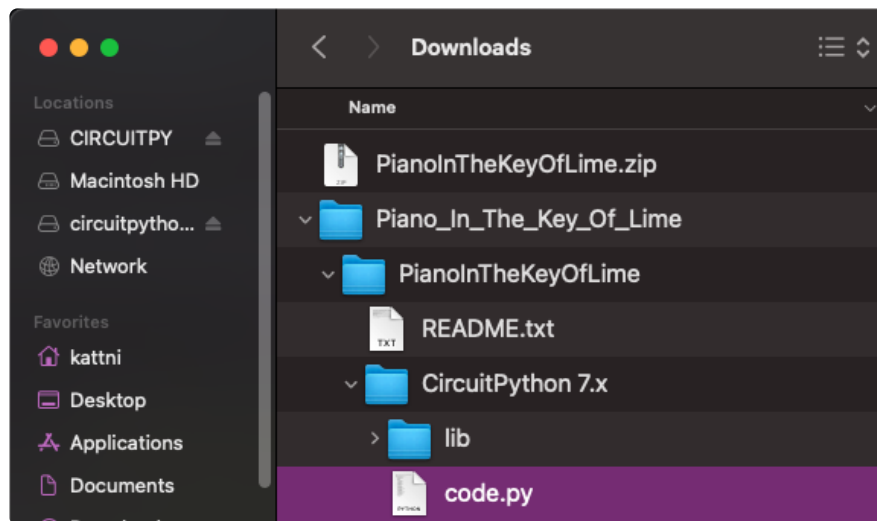 Downloads
Locations
CIRCUITPY
Macintosh HD
circuitpytho...
Network
Favorites
kattni
Desktop
Applications
Documents
Name
PianoInTheKeyOfLime.zip
ZIP
Piano_In_The_Key_Of_Lime
PianoInTheKeyOfLime
README.txt
TXT
CircuitPython 7.x
lib
code.py
PYTHON